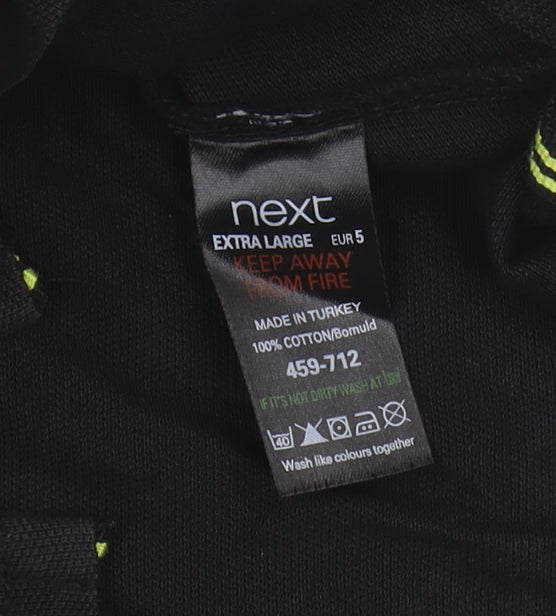 next
EXTRA LARGE EUR 5
KEEP AWAY
FROM FIRE
MADE IN TURKEY
100% COTTON/Bomuld
459-712
IF IT'S NOT DIRTY WASH AT
40
Wash like colours together